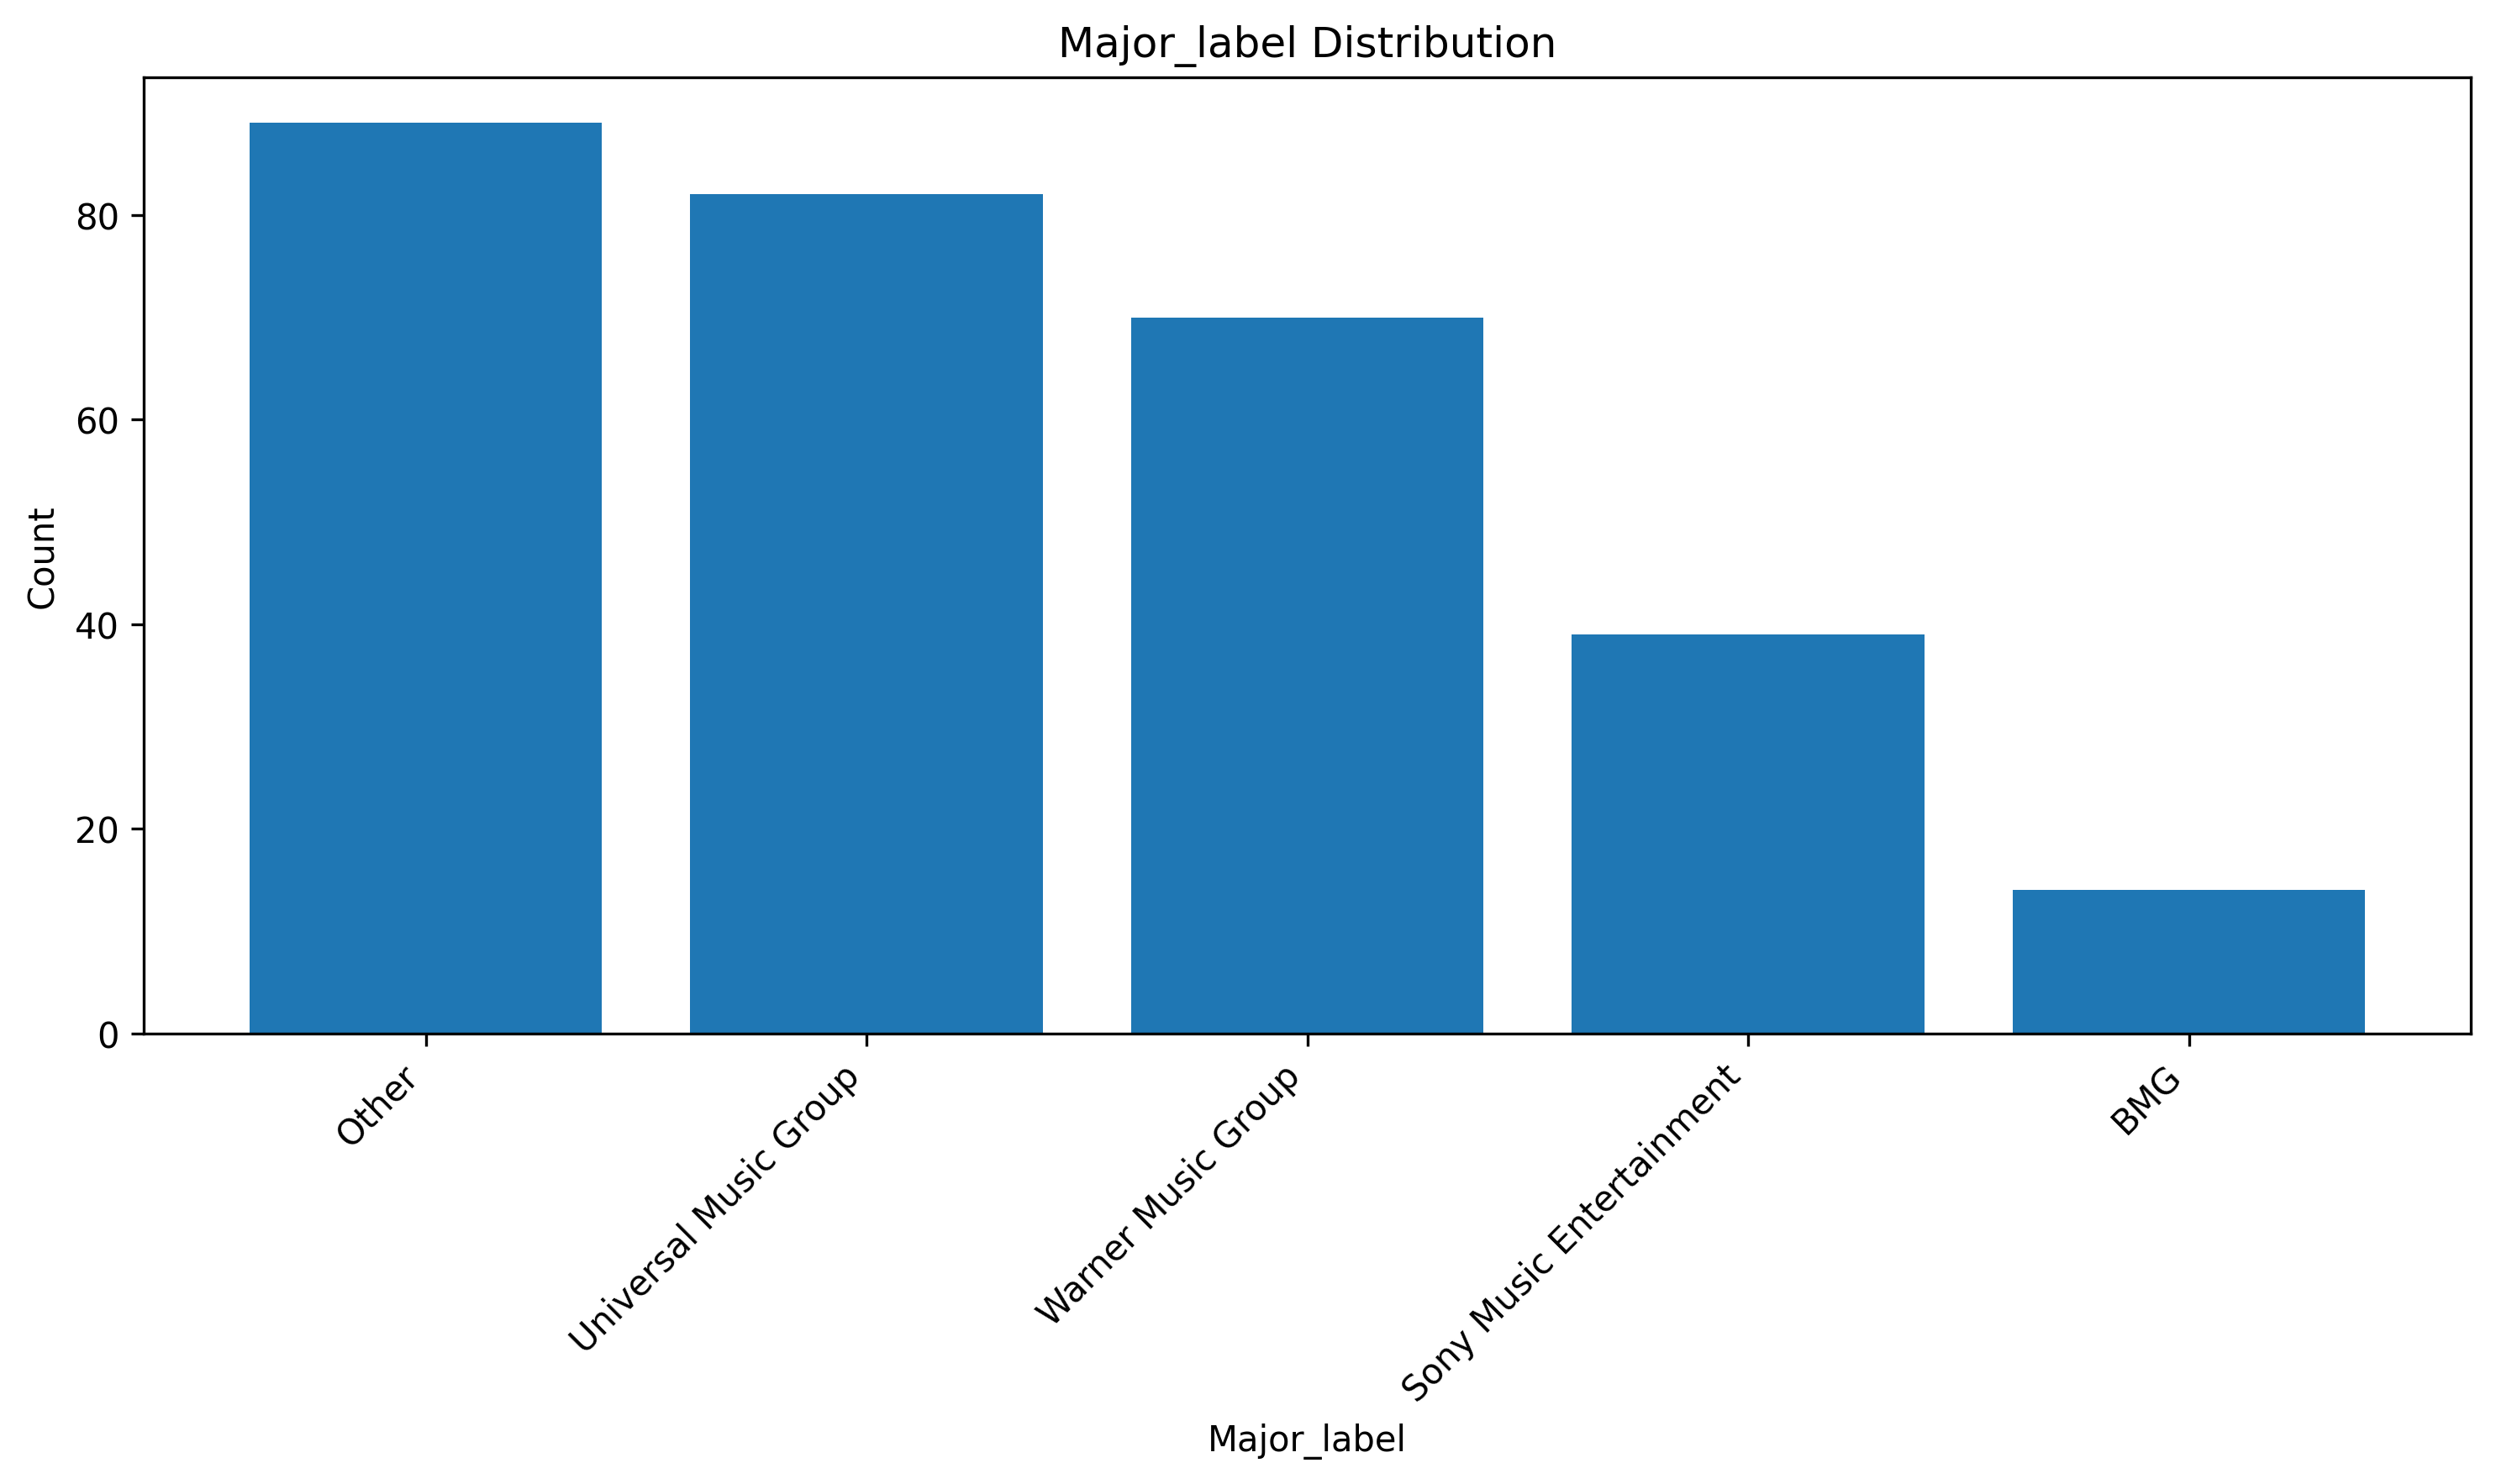 Major_label Distribution
Count
80
60
40
20
0
Other
Universal Music Group
Warner Music Group
Sony Music Entertainment
BMG
Major_label